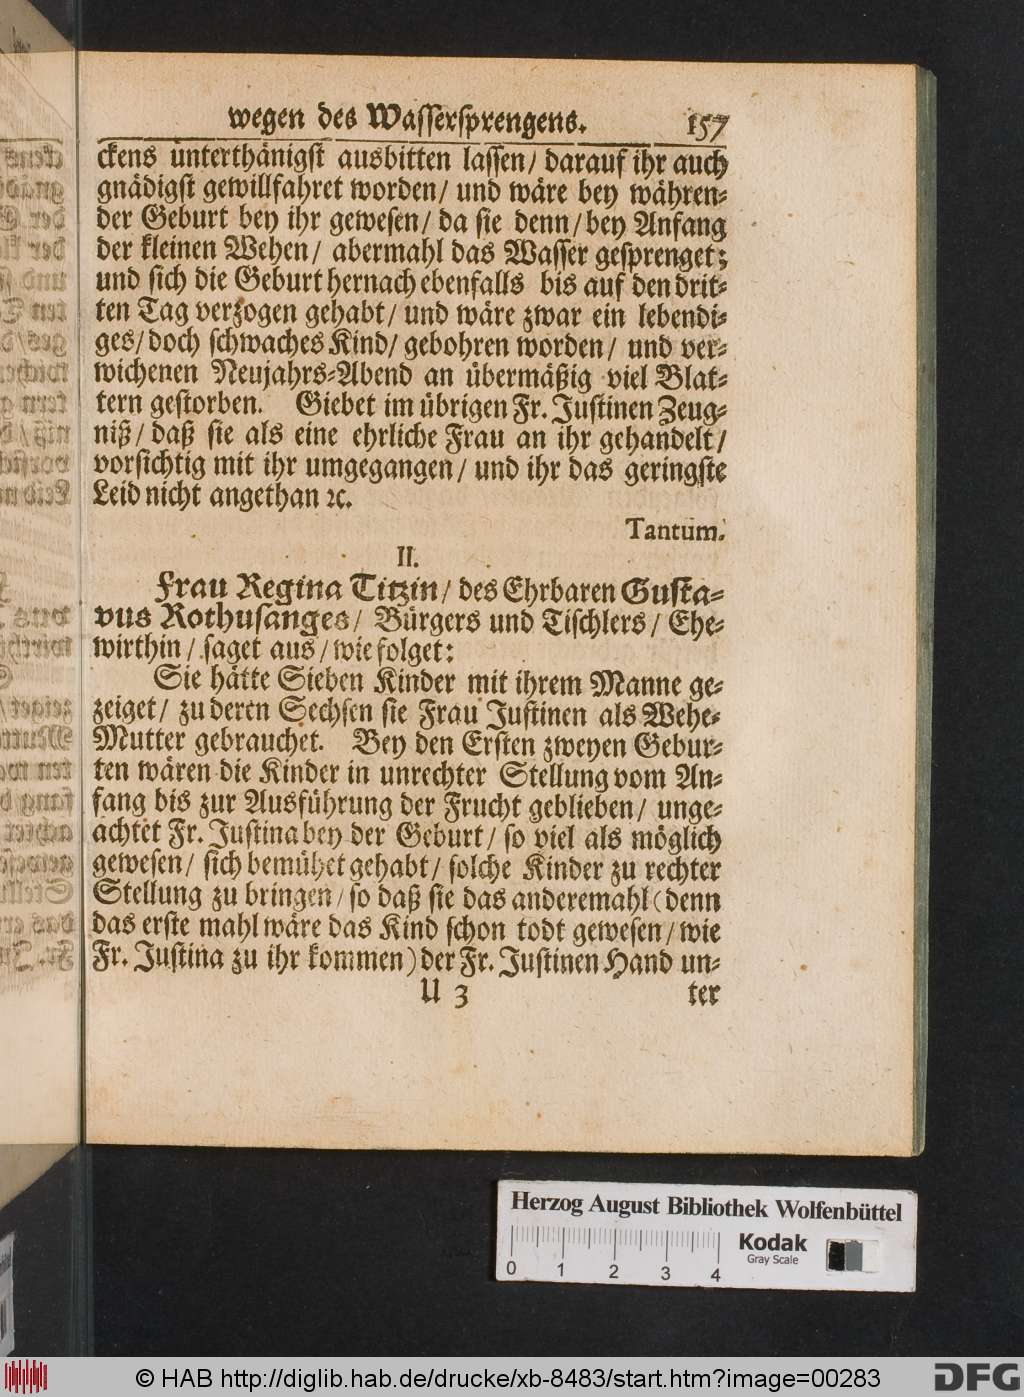 wegen des Wassersprengens. 157
ckens unterthänigst ausbitten lassen/ darauf ihr auch
gnädigst gewillfahret worden/ und wäre bey währen-
der Geburt bey ihr gewesen/ da sie denn/ bey Anfang
der kleinen Wehen/ abermahl das Wasser gesprenget;
und sich die Geburt hernach ebenfalls bis auf den drit-
ten Tag verzogen gehabt/ und wäre zwar ein lebendi-
ges/ doch schwaches Kind/ gebohren worden/ und ver-
wichenen Neujahrs-Abend an übermäßig viel Blat-
tern gestorben. Giebet im übrigen Fr. Justinen Zeug-
niß/ daß sie als eine ehrliche Frau an ihr gehandelt/
vorsichtig mit ihr umgegangen/ und ihr das geringste
Leid nicht angethan ꝛc.
Tantum.
II.
Frau Regina Titzin/ des Ehrbaren Gusta-
vus Rothusanges/ Bürgers und Tischlers/ Ehe-
wirthin/ saget aus/ wie folget:
Sie hätte Sieben Kinder mit ihrem Manne ge-
zeiget/ zu deren Sechsen sie Frau Justinen als Wehe-
Mutter gebrauchet. Bey den Ersten zweyen Gebur-
ten wären die Kinder in unrechter Stellung vom An-
fang bis zur Ausführung der Frucht geblieben/ unge-
achtet Fr. Justina bey der Geburt/ so viel als möglich
gewesen/ sich bemühet gehabt/ solche Kinder zu rechter
Stellung zu bringen/ so daß sie das anderemahl (denn
das erste mahl wäre das Kind schon todt gewesen/ wie
Fr. Justina zu ihr kommen) der Fr. Justinen Hand un-
U 3 ter
Herzog August Bibliothek Wolfenbüttel
Kodak
Gray Scale
0 1 2 3 4
© HAB http://diglib.hab.de/drucke/xb-8483/start.htm?image=00283
DFG